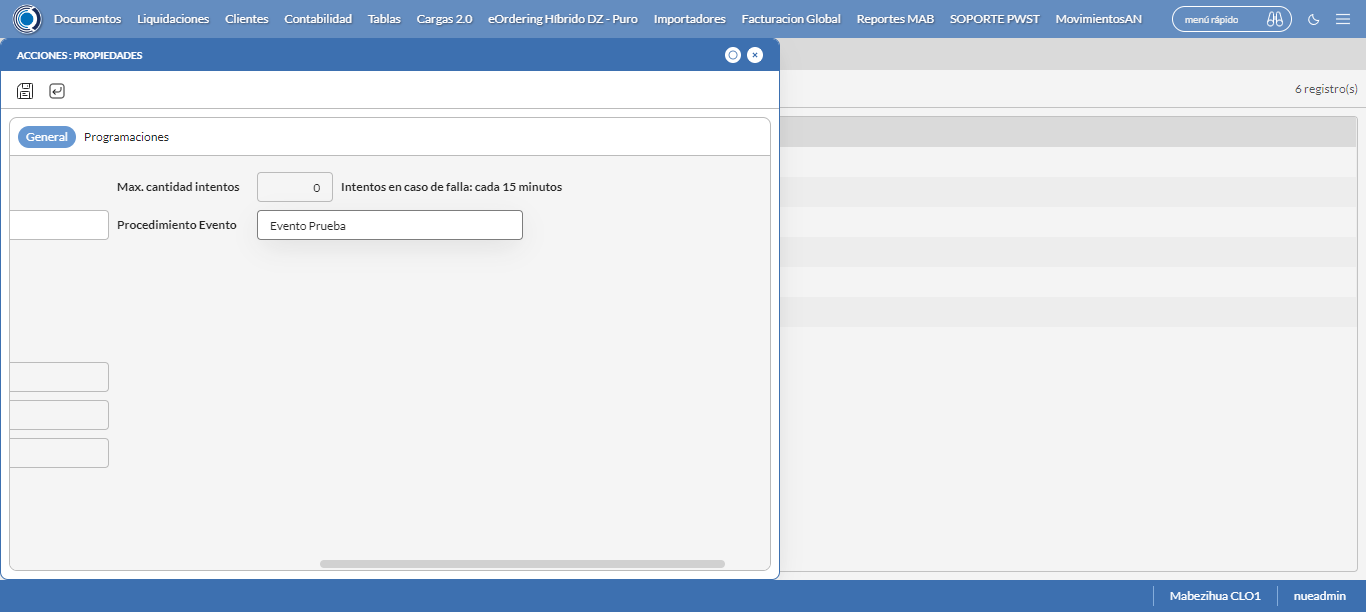 Documentos Liquidaciones Clientes Contabilidad Tablas Cargas 2.0 eOrdering Híbrido DZ - Puro Importadores Facturacion Global Reportes MAB SOPORTE PWST MovimientosAN menú rápido
ACCIONES : PROPIEDADES
6 registro(s)
General Programaciones
Max. cantidad intentos 0 Intentos en caso de falla: cada 15 minutos
Procedimiento Evento Evento Prueba
Mabezihua CLO1 nueadmin